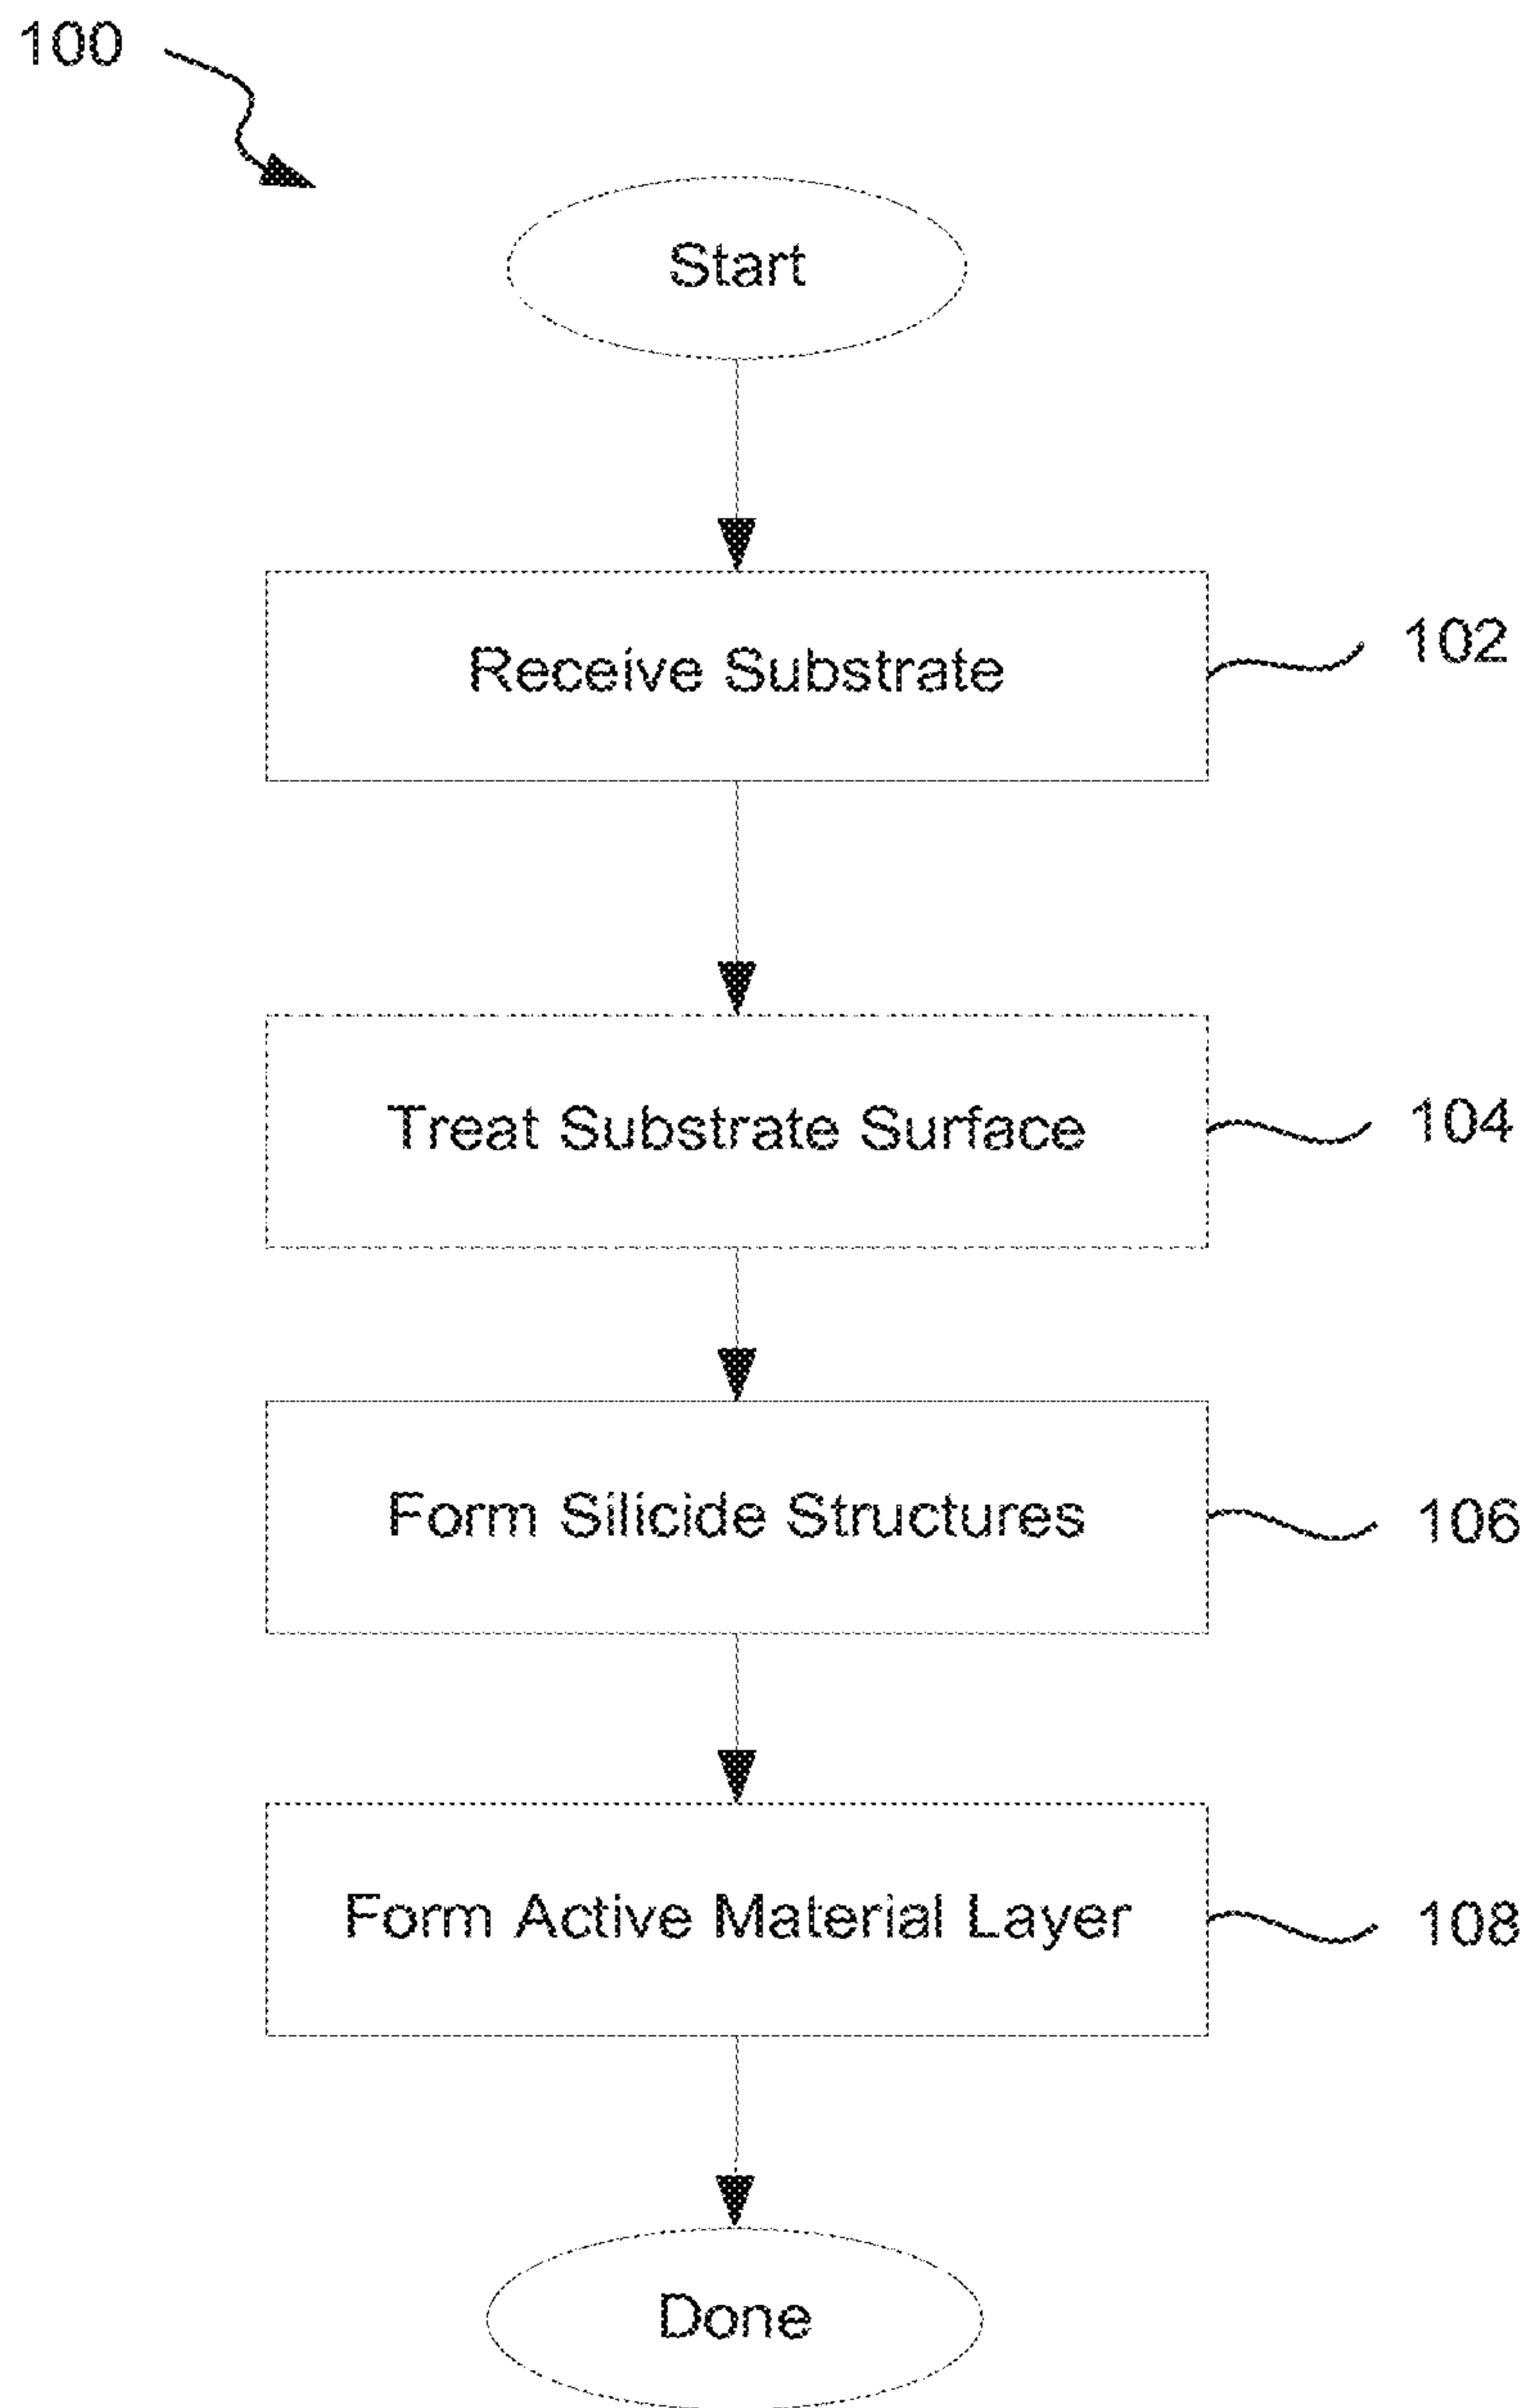 100
Start
Receive Substrate
102
Treat Substrate Surface
104
Form Silicide Structures
106
Form Active Material Layer
108
Done